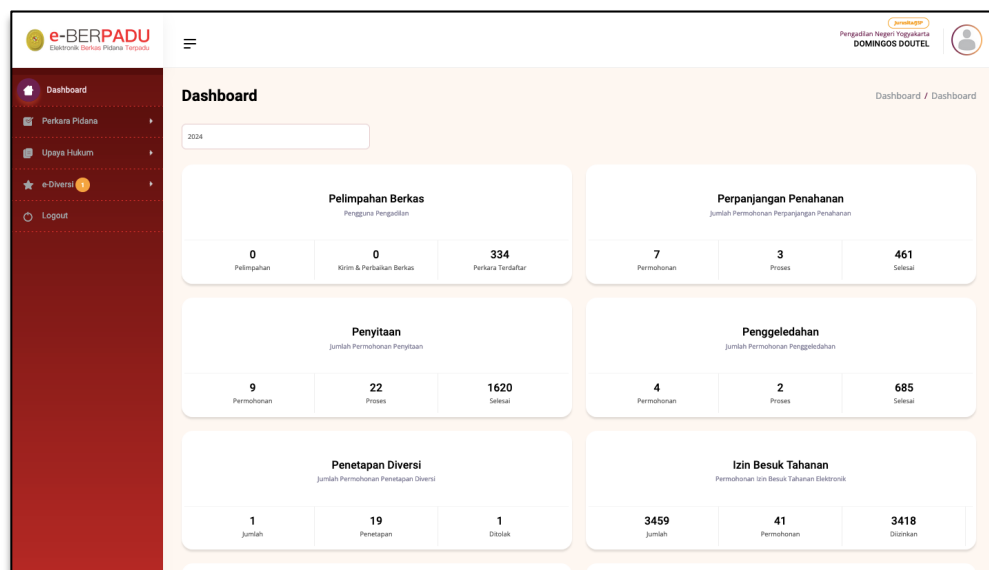 e-BERPADU
Elektronik Berkas Pidana Terpadu
Pengadilan Negeri Yogyakarta
DOMINGOS DOUTEL
Dashboard
Perkara Pidana
Upaya Hukum
e-Diversi 1
Logout
Dashboard
Dashboard / Dashboard
2024
Pelimpahan Berkas
Pengguna Pengadilan
0 0 334
Pelimpahan Kirim & Perbaikan Berkas Perkara Terdaftar
Perpanjangan Penahanan
Jumlah Permohonan Perpanjangan Penahanan
7 3 461
Permohonan Proses Selesai
Penyitaan
Jumlah Permohonan Penyitaan
9 22 1620
Permohonan Proses Selesai
Penggeledahan
Jumlah Permohonan Penggeledahan
4 2 685
Permohonan Proses Selesai
Penetapan Diversi
Jumlah Permohonan Penetapan Diversi
1 19 1
Jumlah Penetapan Ditolak
Izin Besuk Tahanan
Permohonan Izin Besuk Tahanan Elektronik
3459 41 3418
Jumlah Permohonan Diizinkan